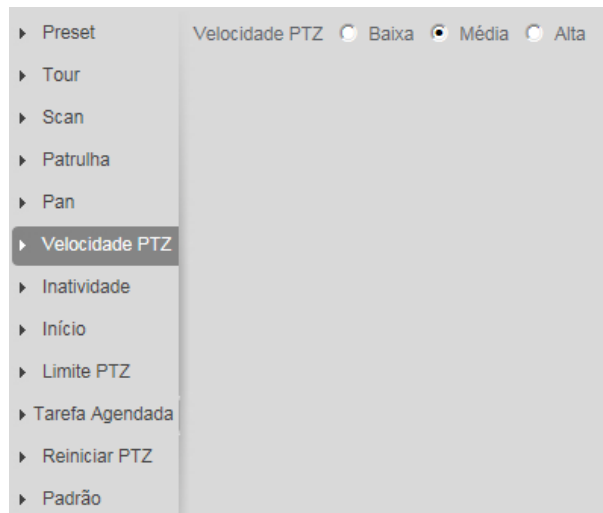 Preset
Velocidade PTZ Baixa Média Alta
Tour
Scan
Patrulha
Pan
Velocidade PTZ
Inatividade
Início
Limite PTZ
Tarefa Agendada
Reiniciar PTZ
Padrão